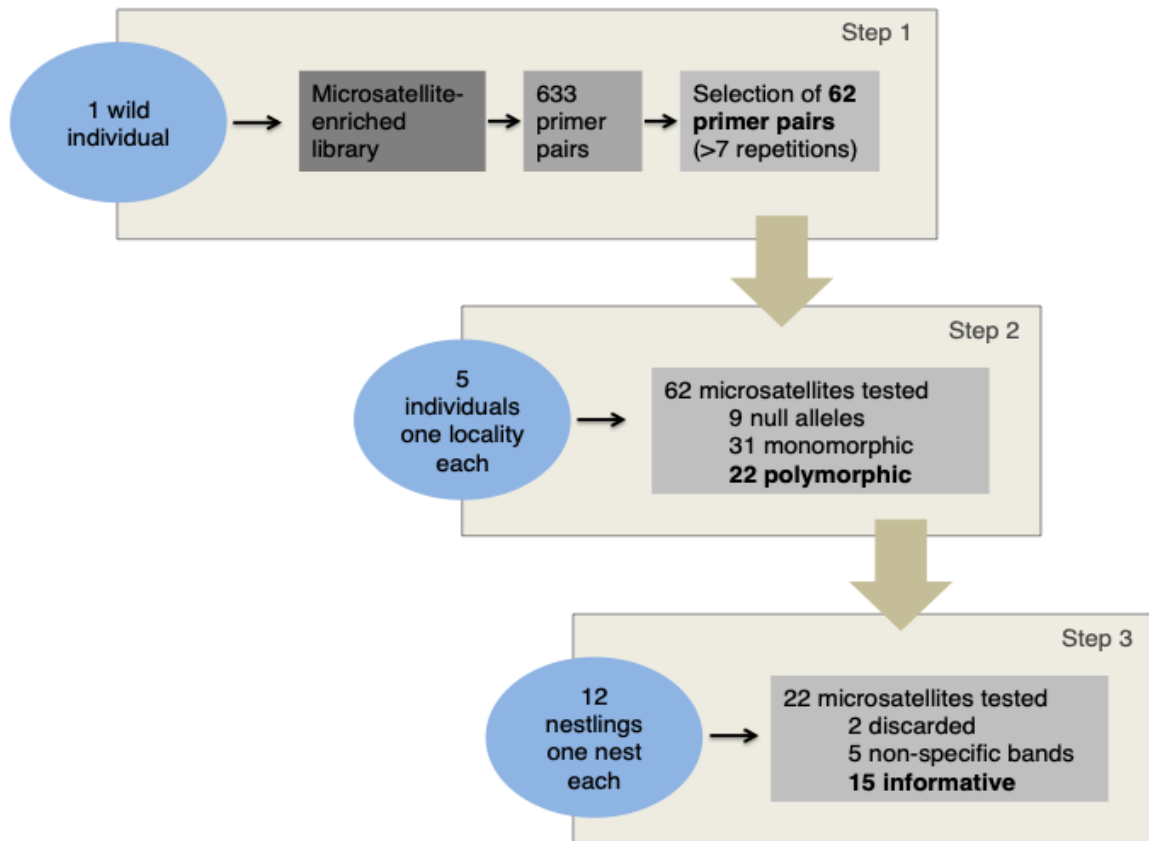 Step 1
1 wild
individual
Microsatellite-
enriched
library
633
primer
pairs
Selection of 62
primer pairs
(>7 repetitions)
Step 2
5
individuals
one locality
each
62 microsatellites tested
9 null alleles
31 monomorphic
22 polymorphic
Step 3
12
nestlings
one nest
each
22 microsatellites tested
2 discarded
5 non-specific bands
15 informative